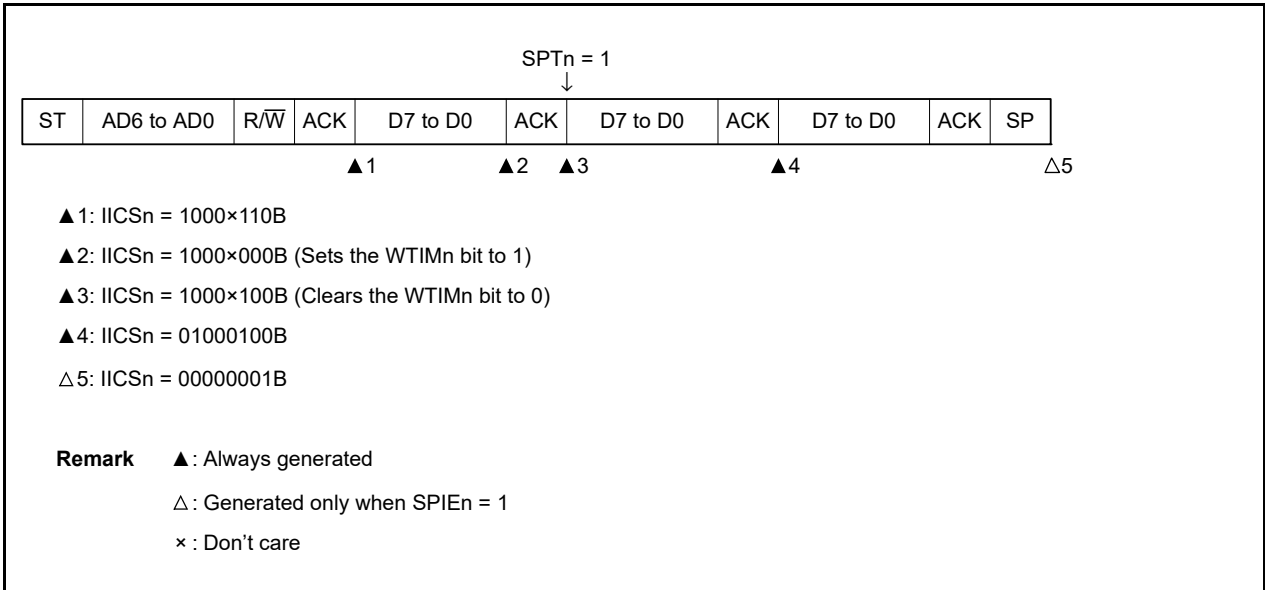 SPTn = 1
↓
ST AD6 to AD0 R/W̅ ACK D7 to D0 ACK D7 to D0 ACK D7 to D0 ACK SP
▲1 ▲2 ▲3 ▲4 △5
▲1: IICSn = 1000×110B
▲2: IICSn = 1000×000B (Sets the WTIMn bit to 1)
▲3: IICSn = 1000×100B (Clears the WTIMn bit to 0)
▲4: IICSn = 01000100B
△5: IICSn = 00000001B
Remark ▲: Always generated
△: Generated only when SPIEn = 1
×: Don't care